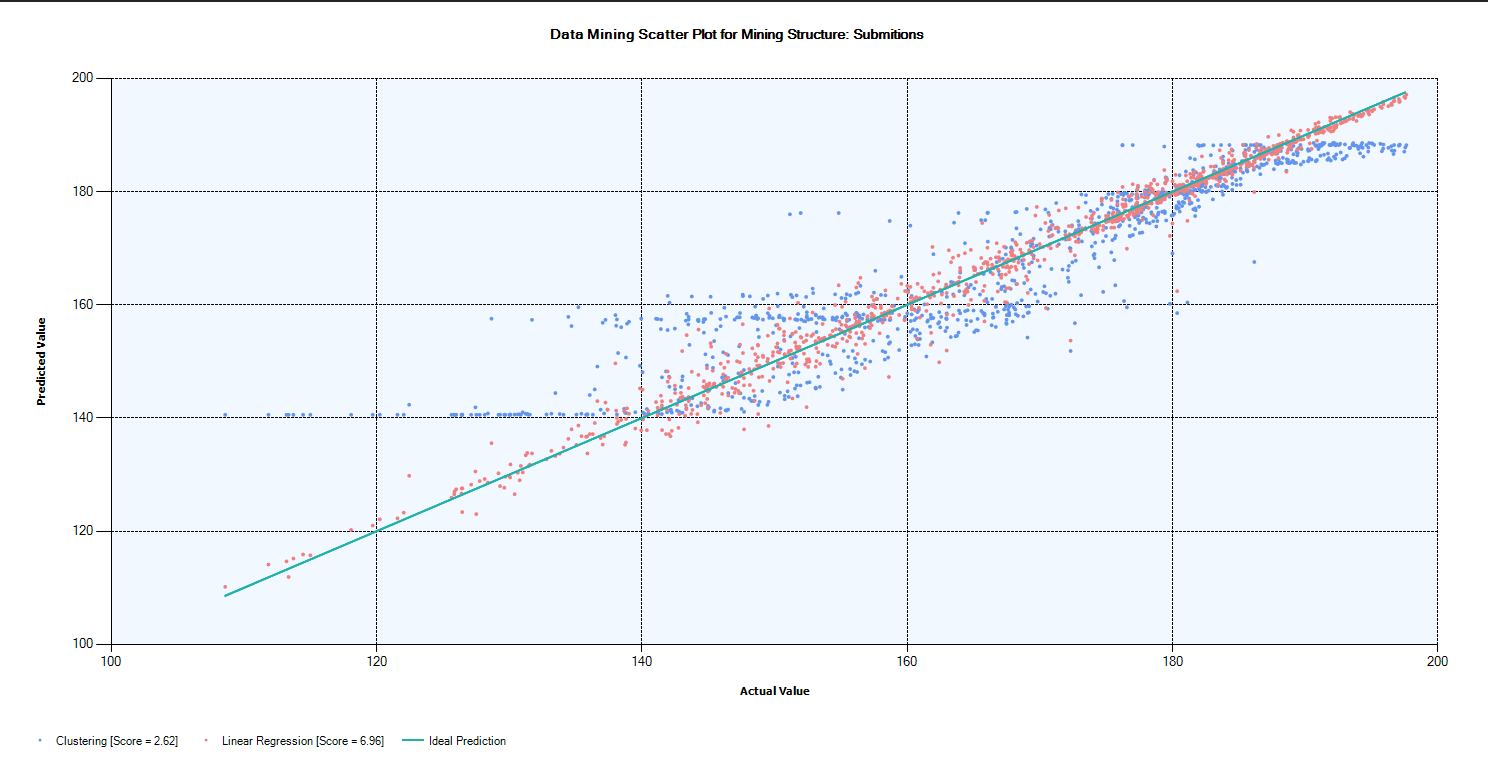 Data Mining Scatter Plot for Mining Structure: Submitions
200
180
160
140
120
100
Predicted Value
100 120 140 160 180 200
Actual Value
Clustering [Score = 2.62] Linear Regression [Score = 6.96] Ideal Prediction